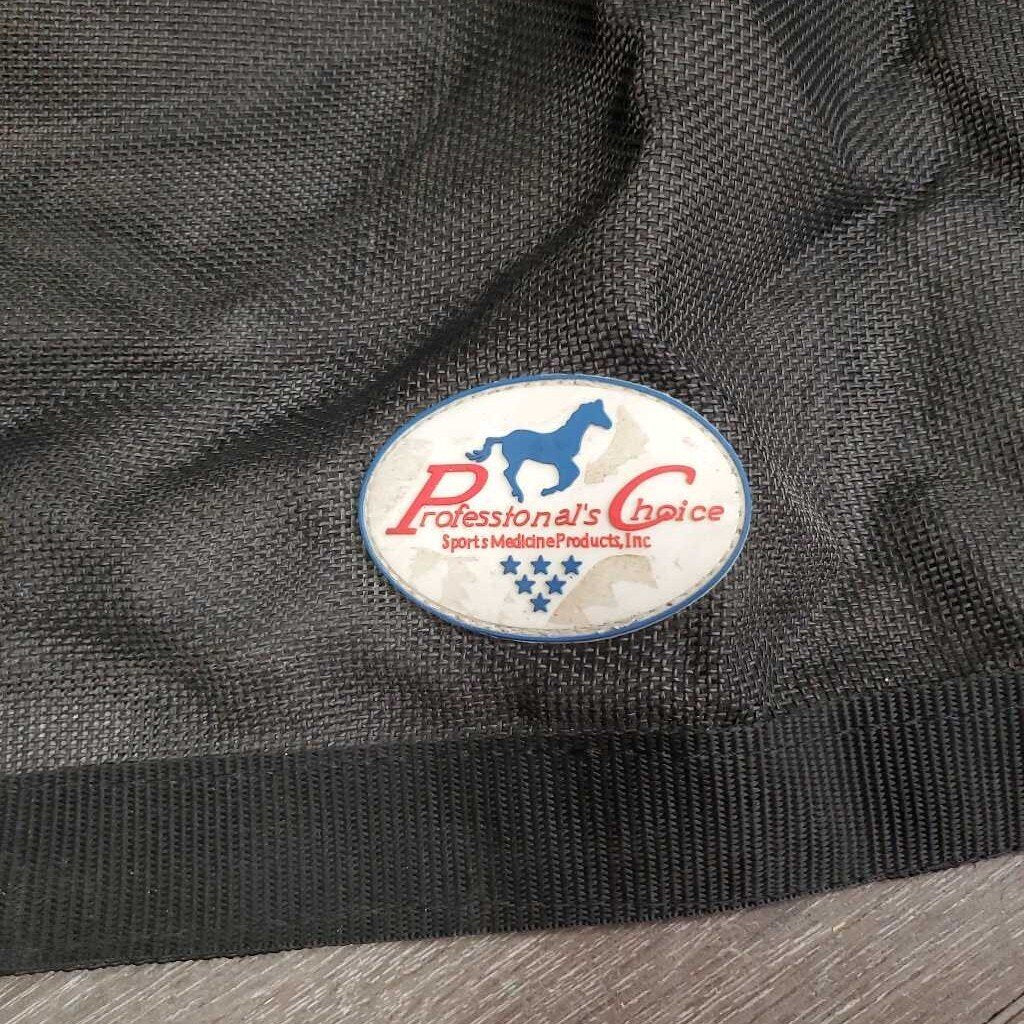 Professional's Choice
Sports Medicine Products, Inc